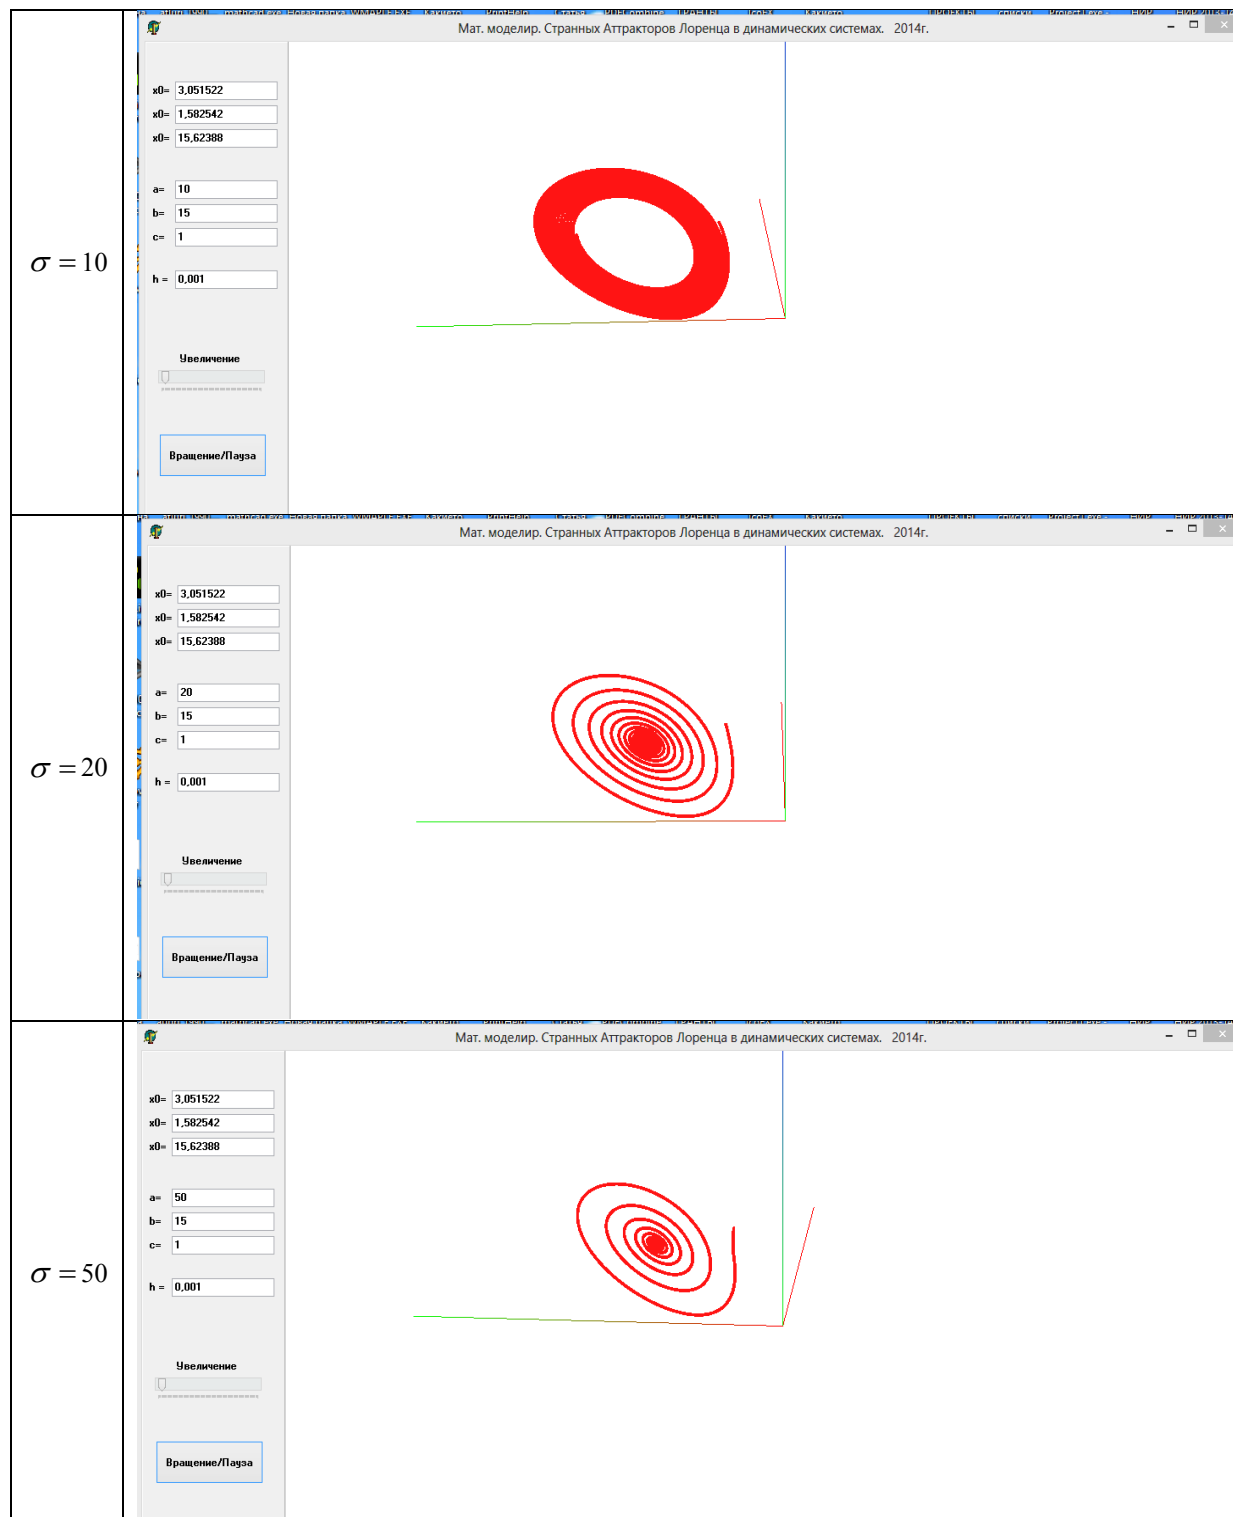 Мат. моделир. Странных Аттракторов Лоренца в динамических системах. 2014г.
x0= 3,051522
x0= 1,582542
x0= 15,62388
a= 10
b= 15
c= 1
σ = 10
h = 0,001
Увеличение
Вращение/Пауза
Мат. моделир. Странных Аттракторов Лоренца в динамических системах. 2014г.
x0= 3,051522
x0= 1,582542
x0= 15,62388
a= 20
b= 15
c= 1
σ = 20
h = 0,001
Увеличение
Вращение/Пауза
Мат. моделир. Странных Аттракторов Лоренца в динамических системах. 2014г.
x0= 3,051522
x0= 1,582542
x0= 15,62388
a= 50
b= 15
c= 1
σ = 50
h = 0,001
Увеличение
Вращение/Пауза